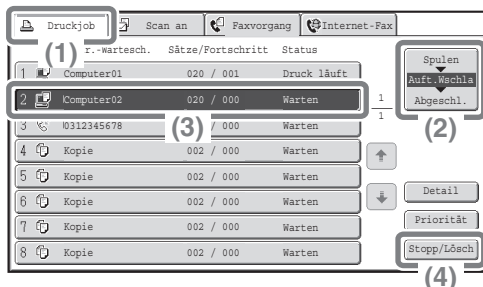 Druckjob Scan an Faxvorgang Internet-Fax
(1) r.-Wartesch. Sätze/Fortschritt Status
1 Computer01 020 / 001 Druck läuft
2 Computer02 020 / 000 Warten
3 0312345678 002 / 000 Warten
(3)
4 Kopie 002 / 000 Warten
5 Kopie 002 / 000 Warten
6 Kopie 002 / 000 Warten
7 Kopie 002 / 000 Warten
8 Kopie 002 / 000 Warten
1
1
Spulen
Auft.Wschla
Abgeschl.
(2)
Detail
Priorität
Stopp/Lösch
(4)